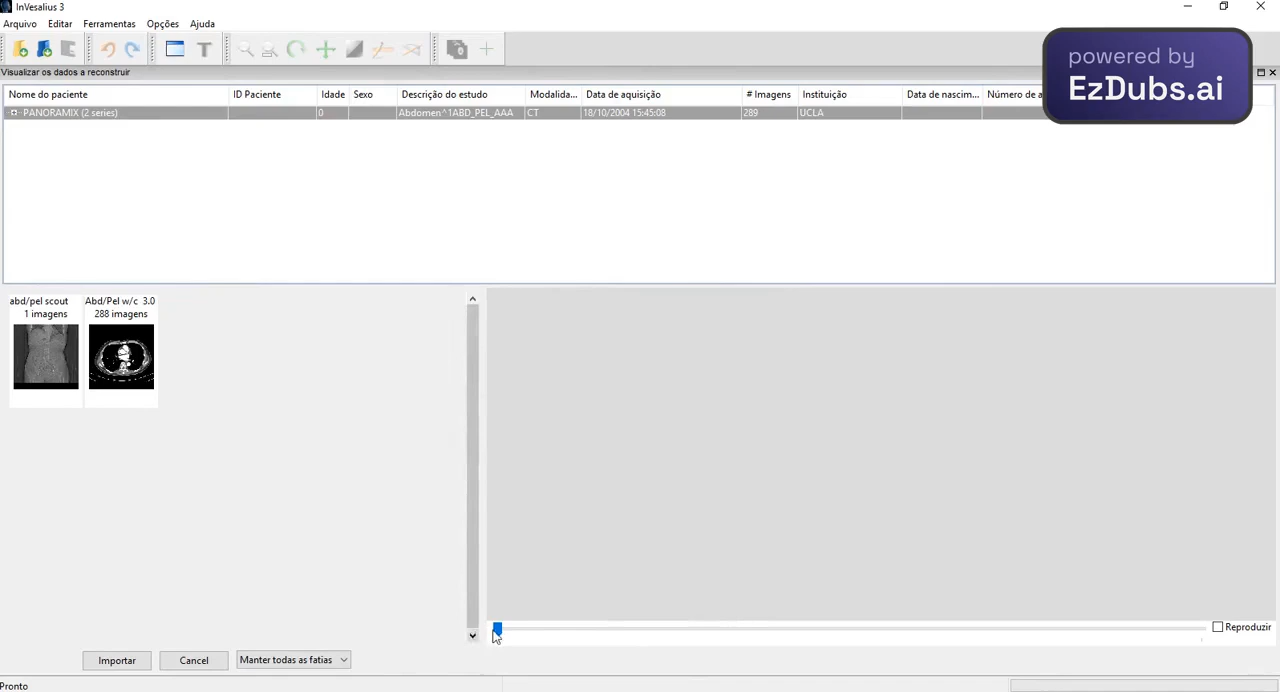 InVesalius 3
Arquivo Editar Ferramentas Opções Ajuda
powered by
EzDubs.ai
Visualizar os dados a reconstruir
Nome do paciente ID Paciente Idade Sexo Descrição do estudo Modalida... Data de aquisição # Imagens Instituição Data de nascim... Número de a
PANORAMIX (2 series) 0 Abdomen^1ABD_PEL_AAA CT 18/10/2004 15:45:08 289 UCLA
abd/pel scout Abd/Pel w/c 3.0
1 imagens 288 imagens
Reproduzir
Importar Cancel Manter todas as fatias
Pronto